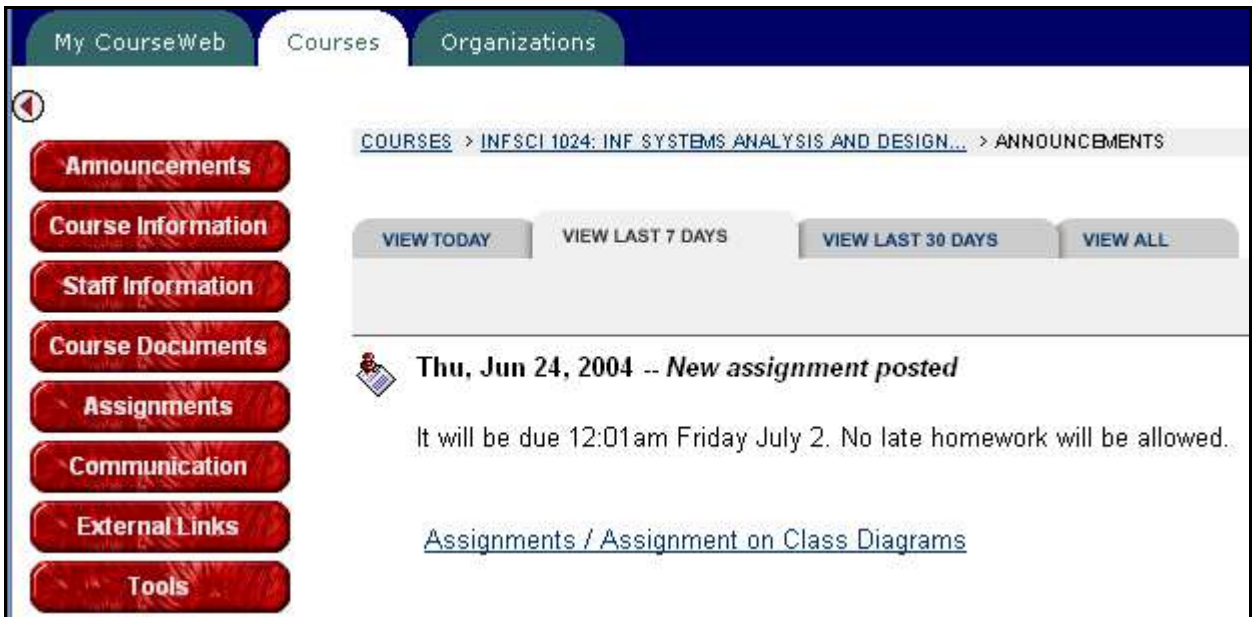 My CourseWeb Courses Organizations
COURSES > INFSCI 1024: INF SYSTEMS ANALYSIS AND DESIGN... > ANNOUNCEMENTS
Announcements
Course Information
Staff Information
Course Documents
Assignments
Communication
External Links
Tools
VIEW TODAY VIEW LAST 7 DAYS VIEW LAST 30 DAYS VIEW ALL
Thu, Jun 24, 2004 -- New assignment posted
It will be due 12:01am Friday July 2. No late homework will be allowed.
Assignments / Assignment on Class Diagrams